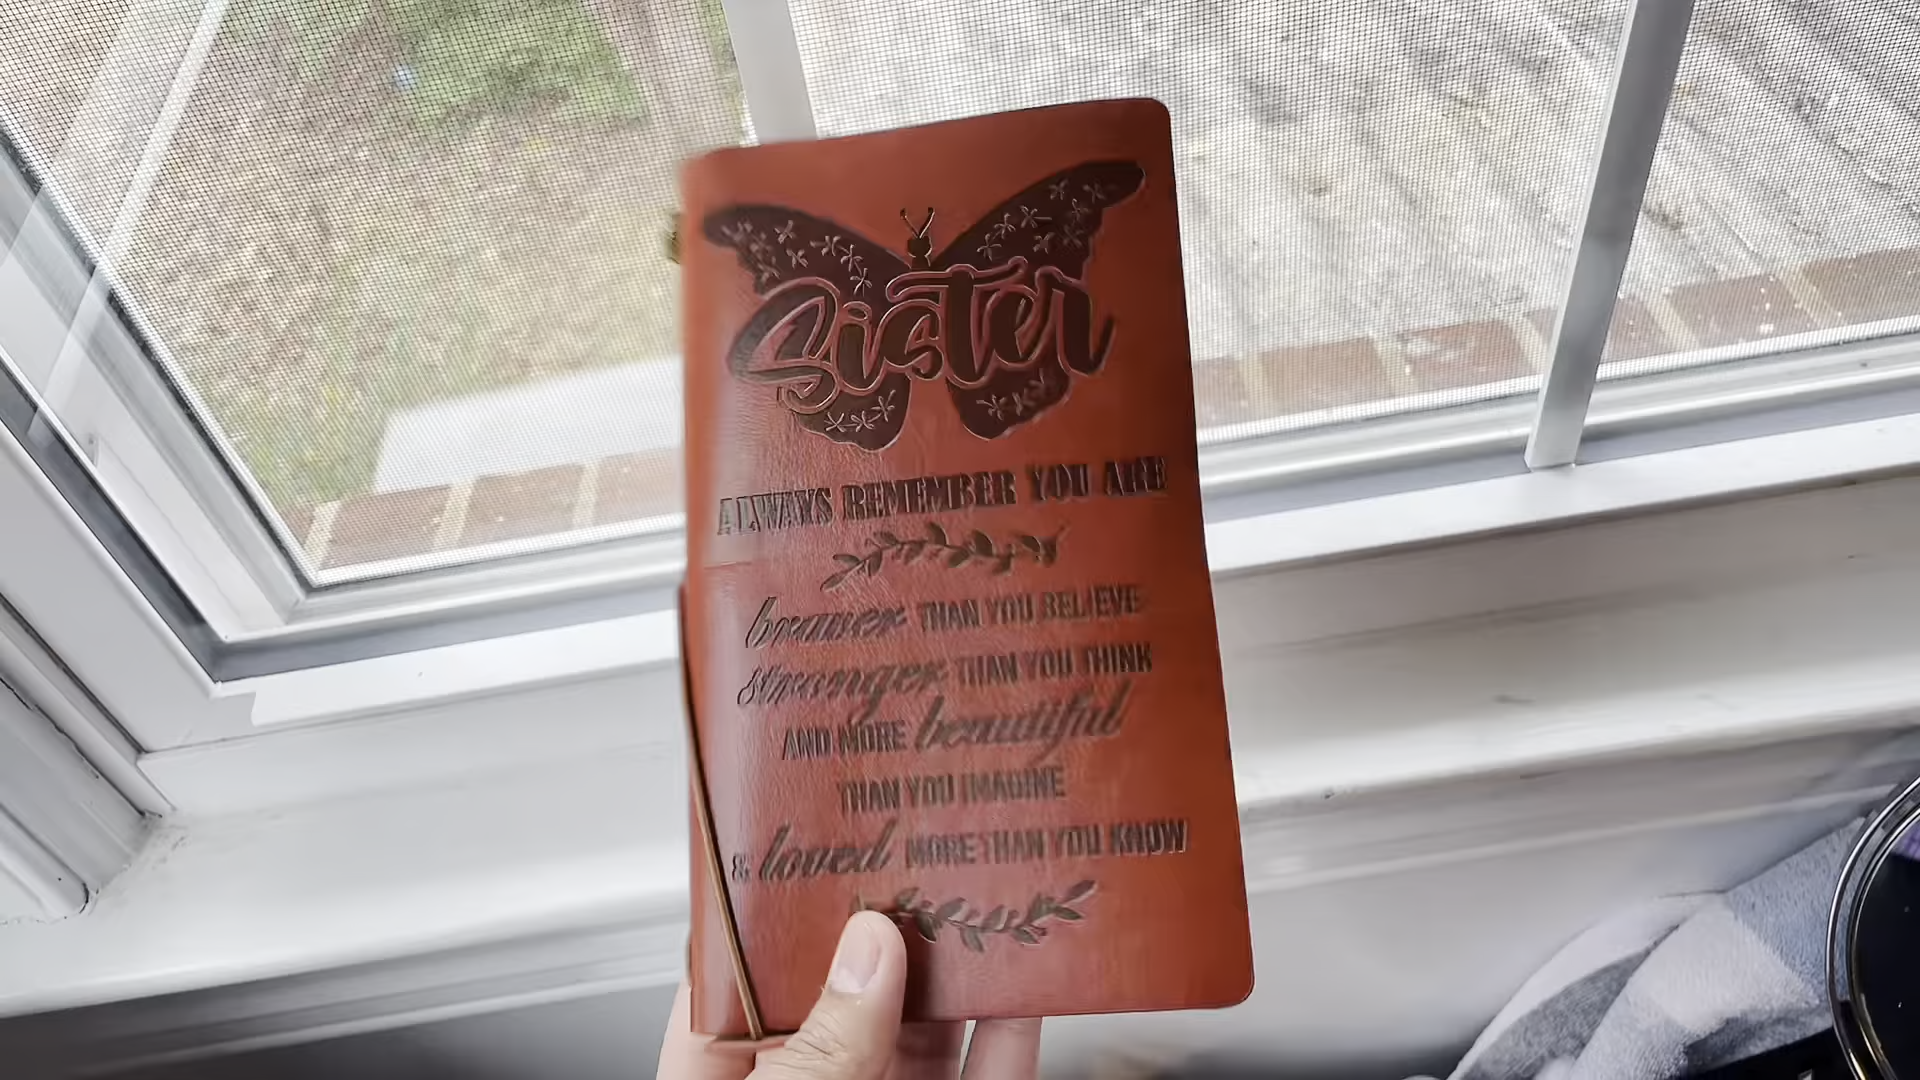 Sister
ALWAYS REMEMBER YOU ARE
braver THAN YOU BELIEVE
stronger THAN YOU THINK
AND MORE beautiful
THAN YOU IMAGINE
& loved MORE THAN YOU KNOW